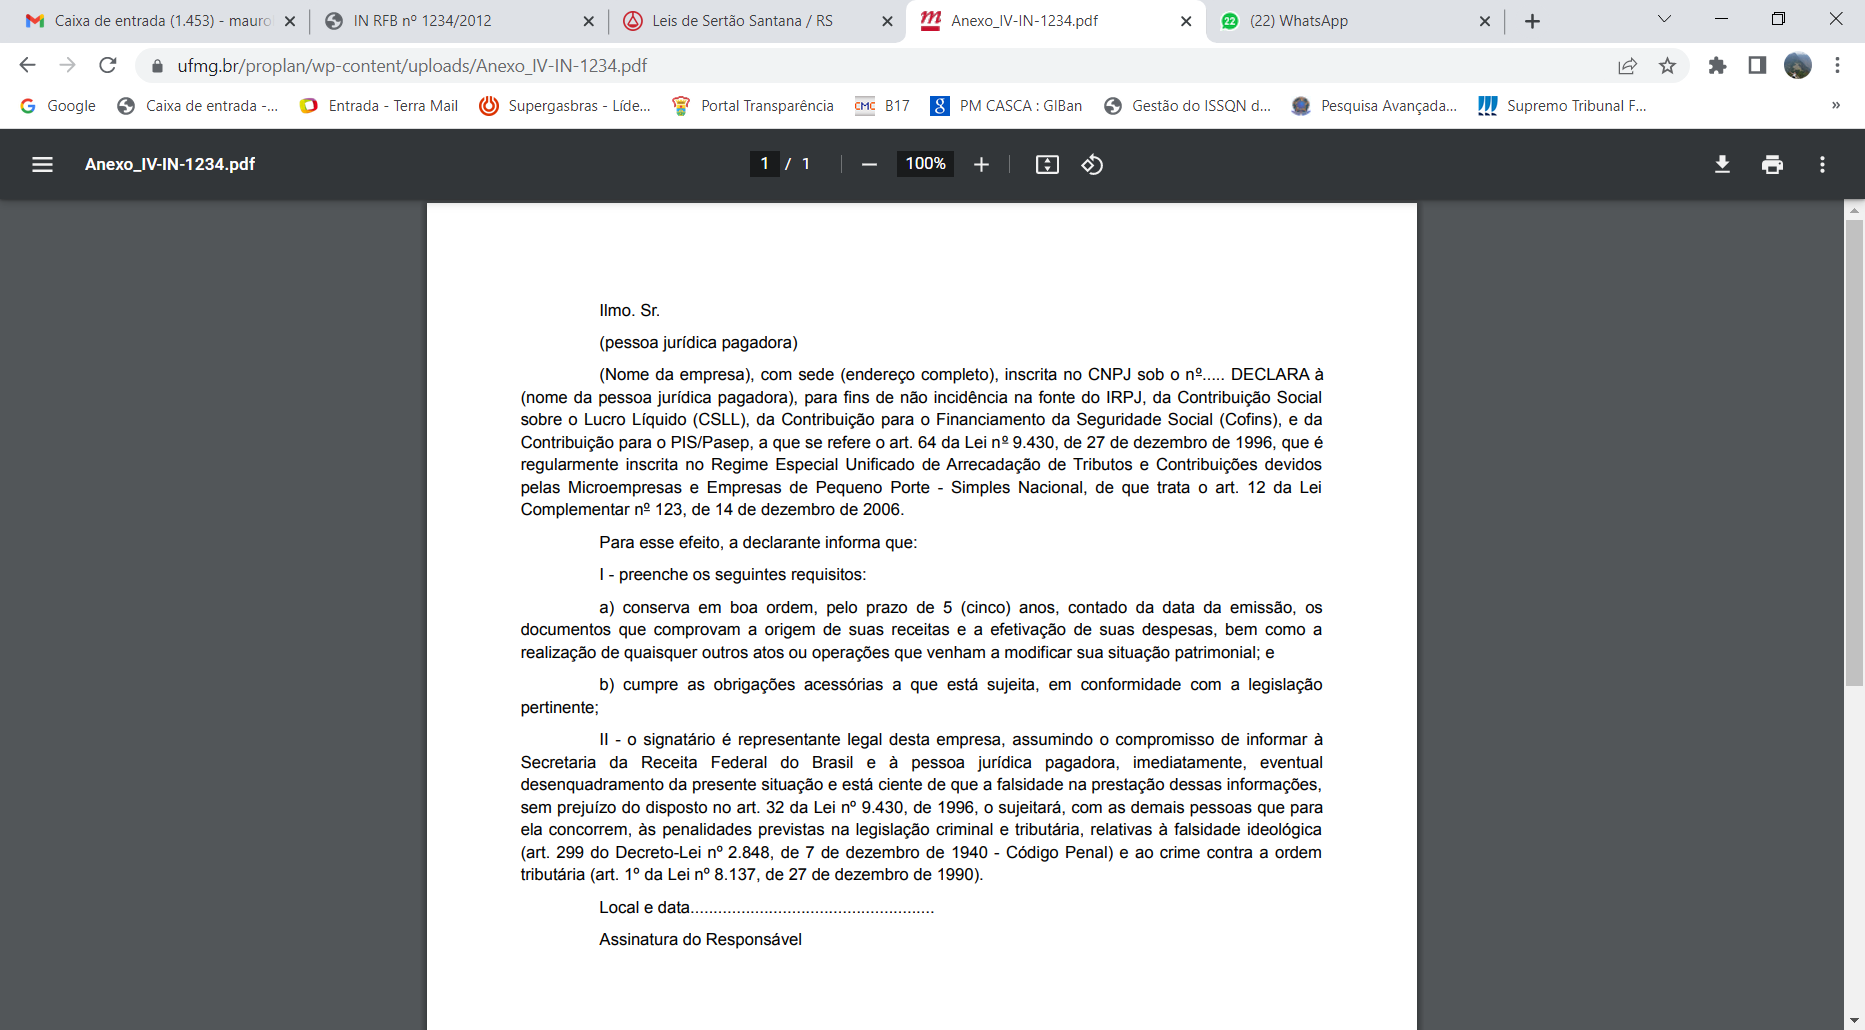 Caixa de entrada (1.453) - mauro
IN RFB nº 1234/2012
Leis de Sertão Santana / RS
Anexo_IV-IN-1234.pdf
22
(22) WhatsApp
ufmg.br/proplan/wp-content/uploads/Anexo_IV-IN-1234.pdf
Google
Caixa de entrada -...
Entrada - Terra Mail
Supergasbras - Líde...
Portal Transparência
CMC
B17
8
PM CASCA : GIBan
Gestão do ISSQN d...
Pesquisa Avançada...
Supremo Tribunal F...
»
Anexo_IV-IN-1234.pdf
1 / 1
100%
Ilmo. Sr.
(pessoa jurídica pagadora)
(Nome da empresa), com sede (endereço completo), inscrita no CNPJ sob o nº..... DECLARA à
(nome da pessoa jurídica pagadora), para fins de não incidência na fonte do IRPJ, da Contribuição Social
sobre o Lucro Líquido (CSLL), da Contribuição para o Financiamento da Seguridade Social (Cofins), e da
Contribuição para o PIS/Pasep, a que se refere o art. 64 da Lei nº 9.430, de 27 de dezembro de 1996, que é
regularmente inscrita no Regime Especial Unificado de Arrecadação de Tributos e Contribuições devidos
pelas Microempresas e Empresas de Pequeno Porte - Simples Nacional, de que trata o art. 12 da Lei
Complementar nº 123, de 14 de dezembro de 2006.
Para esse efeito, a declarante informa que:
I - preenche os seguintes requisitos:
a) conserva em boa ordem, pelo prazo de 5 (cinco) anos, contado da data da emissão, os
documentos que comprovam a origem de suas receitas e a efetivação de suas despesas, bem como a
realização de quaisquer outros atos ou operações que venham a modificar sua situação patrimonial; e
b) cumpre as obrigações acessórias a que está sujeita, em conformidade com a legislação
pertinente;
II - o signatário é representante legal desta empresa, assumindo o compromisso de informar à
Secretaria da Receita Federal do Brasil e à pessoa jurídica pagadora, imediatamente, eventual
desenquadramento da presente situação e está ciente de que a falsidade na prestação dessas informações,
sem prejuízo do disposto no art. 32 da Lei nº 9.430, de 1996, o sujeitará, com as demais pessoas que para
ela concorrem, às penalidades previstas na legislação criminal e tributária, relativas à falsidade ideológica
(art. 299 do Decreto-Lei nº 2.848, de 7 de dezembro de 1940 - Código Penal) e ao crime contra a ordem
tributária (art. 1º da Lei nº 8.137, de 27 de dezembro de 1990).
Local e data.....................................................
Assinatura do Responsável